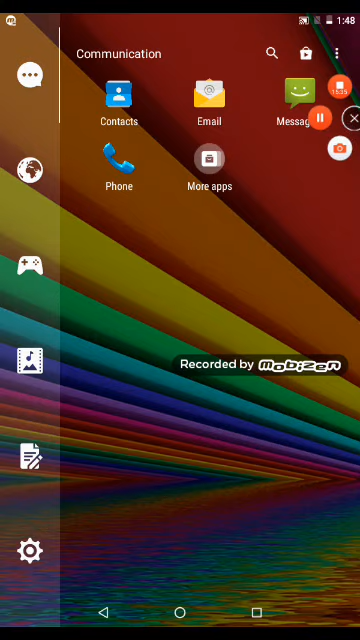 1:48
Communication
15:35
Contacts
Email
Messag
Phone
More apps
Recorded by mobizen